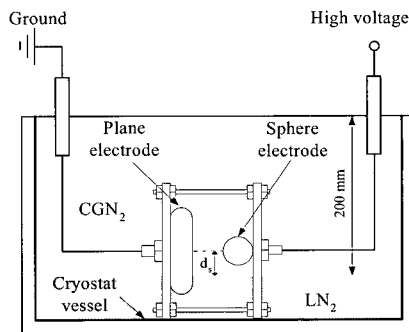 Ground
High voltage
Plane
electrode
Sphere
electrode
200 mm
CGN₂
dₛ
Cryostat
vessel
LN₂